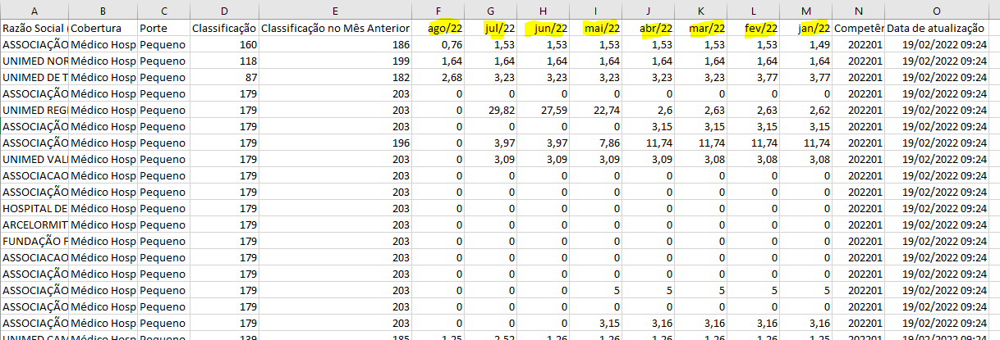 A B C D E F G H I J K L M N O
Razão Social ( Cobertura Porte Classificação Classificação no Mês Anterior ago/22 jul/22 jun/22 mai/22 abr/22 mar/22 fev/22 jan/22 Competên Data de atualização
ASSOCIAÇÃO Médico Hosp Pequeno 160 186 0,76 1,53 1,53 1,53 1,53 1,53 1,53 1,49 202201 19/02/2022 09:24
UNIMED NOR Médico Hosp Pequeno 118 199 1,64 1,64 1,64 1,64 1,64 1,64 1,64 1,64 202201 19/02/2022 09:24
UNIMED DE T Médico Hosp Pequeno 87 182 2,68 3,23 3,23 3,23 3,23 3,23 3,77 3,77 202201 19/02/2022 09:24
ASSOCIAÇÃO Médico Hosp Pequeno 179 203 0 0 0 0 0 0 0 0 202201 19/02/2022 09:24
UNIMED REGI Médico Hosp Pequeno 179 203 0 29,82 27,59 22,74 2,6 2,63 2,63 2,62 202201 19/02/2022 09:24
ASSOCIAÇÃO Médico Hosp Pequeno 179 203 0 0 0 0 3,15 3,15 3,15 3,15 202201 19/02/2022 09:24
ASSOCIAÇÃO Médico Hosp Pequeno 179 196 0 3,97 3,97 7,86 11,74 11,74 11,74 11,74 202201 19/02/2022 09:24
UNIMED VALI Médico Hosp Pequeno 179 203 0 3,09 3,09 3,09 3,09 3,08 3,08 3,08 202201 19/02/2022 09:24
ASSOCIACAO Médico Hosp Pequeno 179 203 0 0 0 0 0 0 0 0 202201 19/02/2022 09:24
ASSOCIAÇÃO Médico Hosp Pequeno 179 203 0 0 0 0 0 0 0 0 202201 19/02/2022 09:24
HOSPITAL DE Médico Hosp Pequeno 179 203 0 0 0 0 0 0 0 0 202201 19/02/2022 09:24
ARCELORMIT Médico Hosp Pequeno 179 203 0 0 0 0 0 0 0 0 202201 19/02/2022 09:24
FUNDAÇÃO F Médico Hosp Pequeno 179 203 0 0 0 0 0 0 0 0 202201 19/02/2022 09:24
ASSOCIACAO Médico Hosp Pequeno 179 203 0 0 0 0 0 0 0 0 202201 19/02/2022 09:24
ASSOCIAÇÃO Médico Hosp Pequeno 179 203 0 0 0 0 0 0 0 0 202201 19/02/2022 09:24
ASSOCIAÇÃO Médico Hosp Pequeno 179 203 0 0 0 5 5 5 5 5 202201 19/02/2022 09:24
ASSOCIAÇÃO Médico Hosp Pequeno 179 203 0 0 0 0 0 0 0 0 202201 19/02/2022 09:24
ASSOCIAÇÃO Médico Hosp Pequeno 179 203 0 0 0 3,15 3,16 3,16 3,16 3,16 202201 19/02/2022 09:24
UNIMED CAM Médico Hosp Pequeno 139 185 1,25 2,52 1,26 1,26 1,26 1,26 1,26 1,25 202201 19/02/2022 09:24